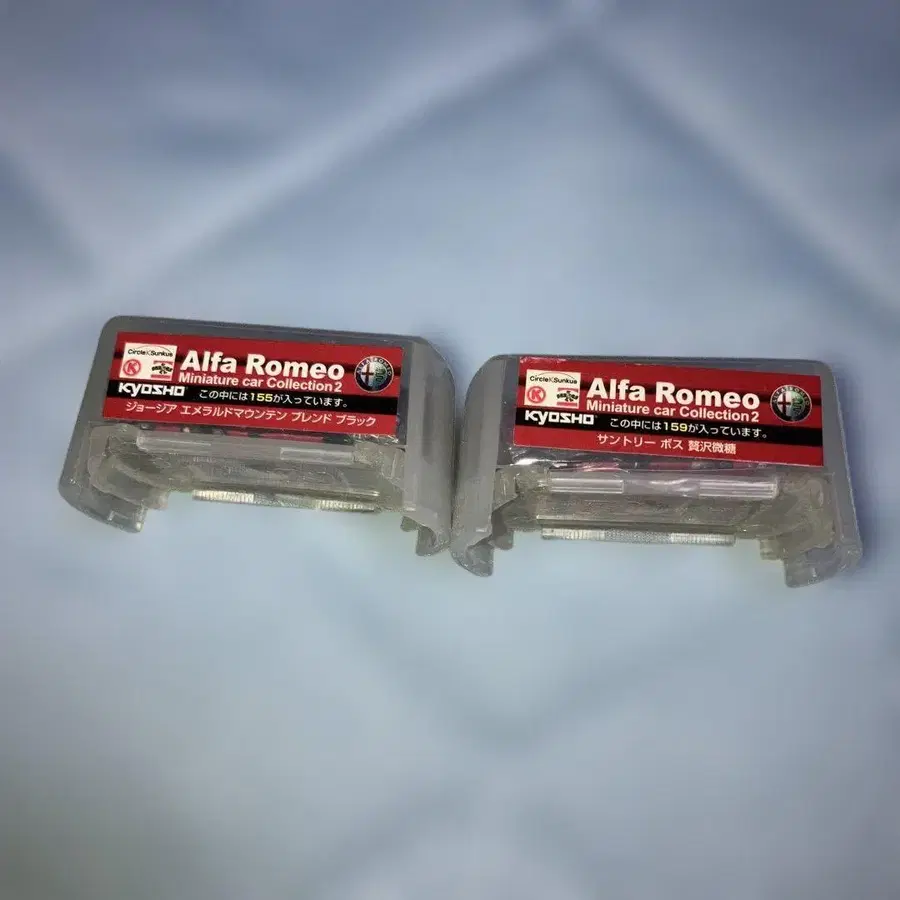 CircleKSunkus
K
Alfa Romeo
Miniature car Collection2
KYOSHO
この中には155が入っています。
ジョージア エメラルドマウンテン ブレンド ブラック
CircleKSunkus
K
Alfa Romeo
Miniature car Collection2
KYOSHO
この中には159が入っています。
サントリー ボス 贅沢微糖